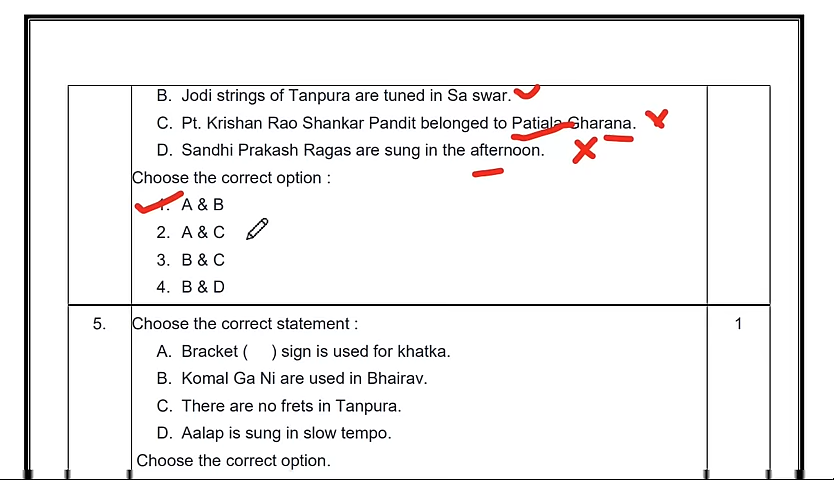 B. Jodi strings of Tanpura are tuned in Sa swar.
C. Pt. Krishan Rao Shankar Pandit belonged to Patiala Gharana.
D. Sandhi Prakash Ragas are sung in the afternoon.
Choose the correct option :
1. A & B
2. A & C
3. B & C
4. B & D
5. Choose the correct statement : 1
A. Bracket ( ) sign is used for khatka.
B. Komal Ga Ni are used in Bhairav.
C. There are no frets in Tanpura.
D. Aalap is sung in slow tempo.
Choose the correct option.